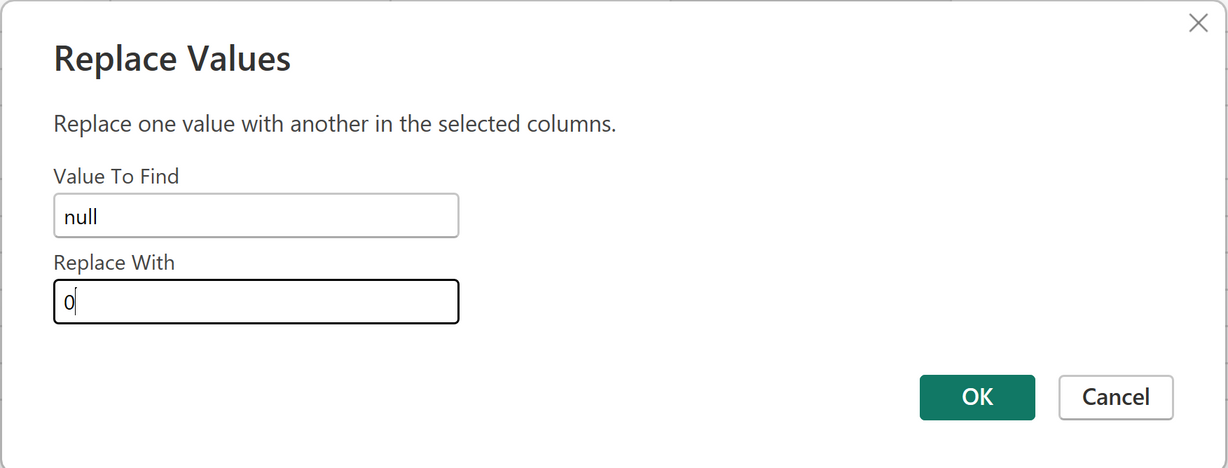 Replace Values
Replace one value with another in the selected columns.
Value To Find
null
Replace With
0
OK
Cancel